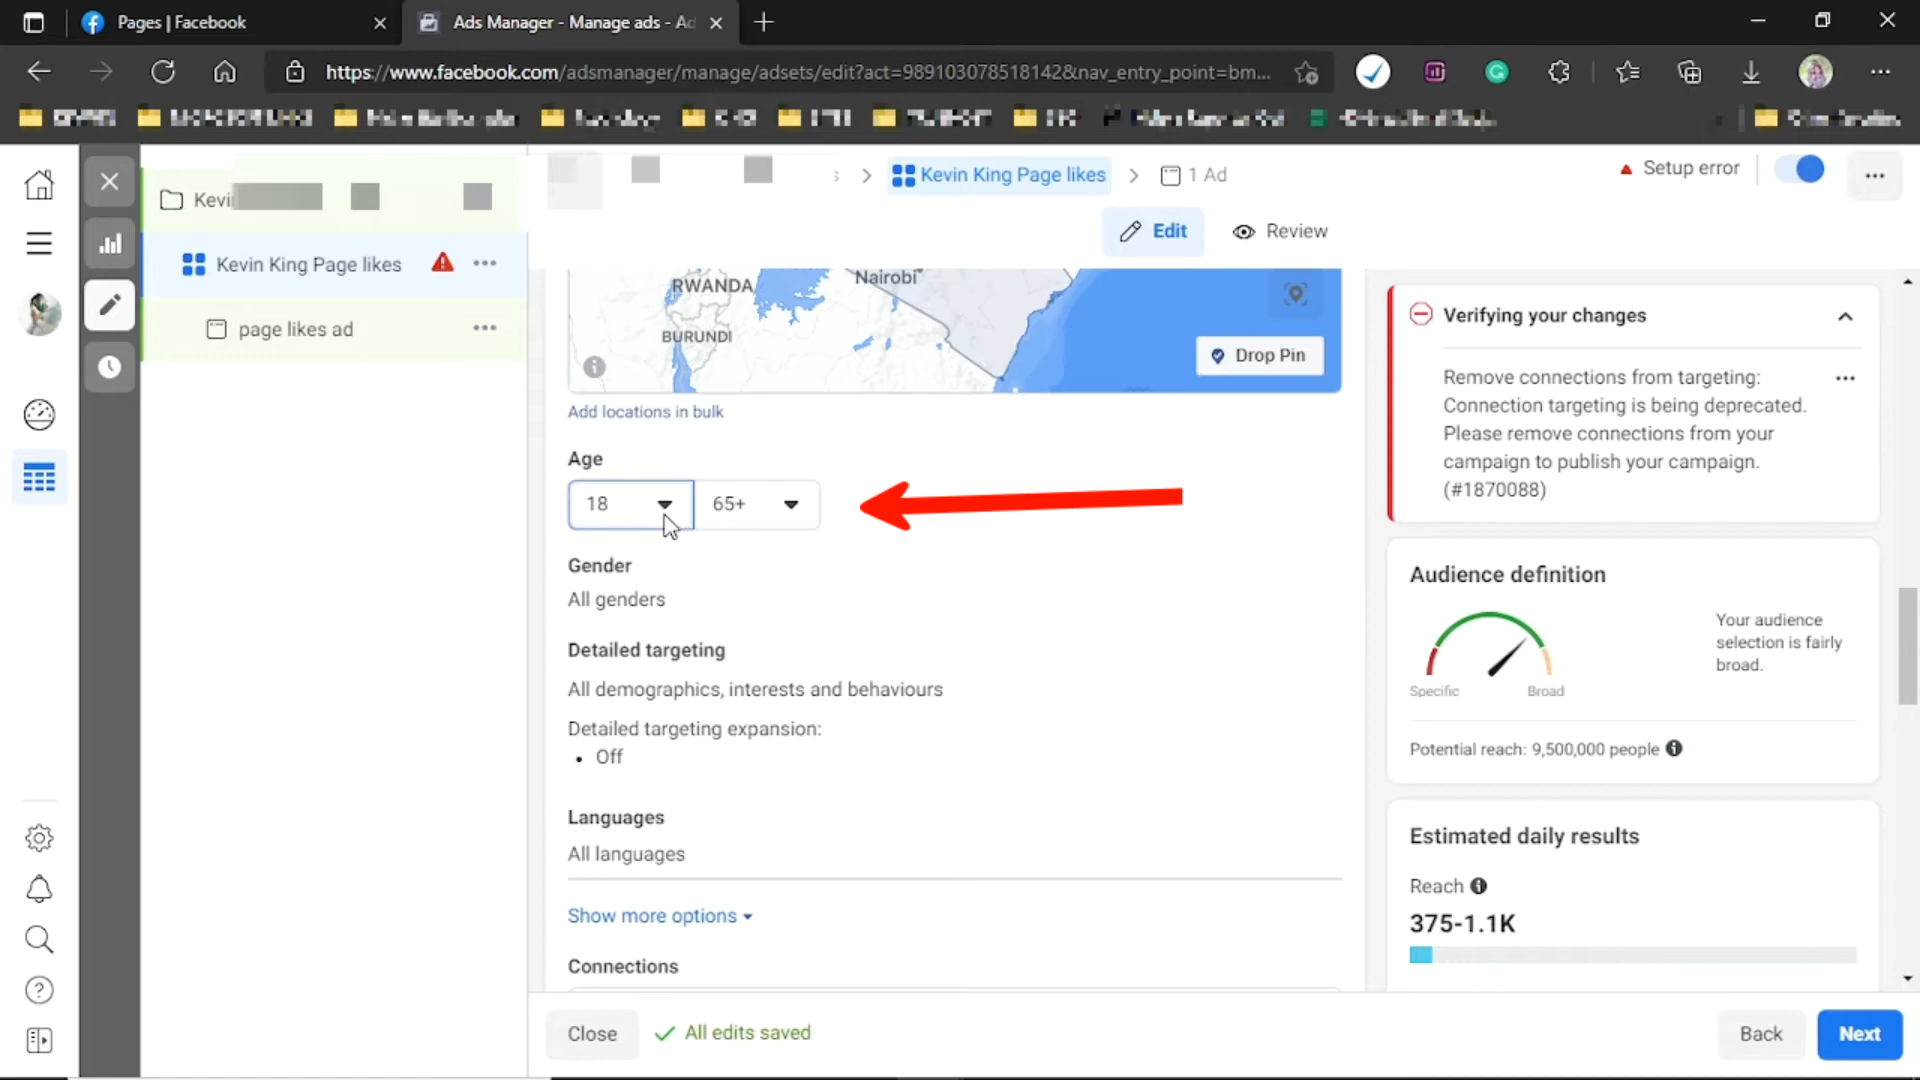 Pages | Facebook
Ads Manager - Manage ads - Ad
https://www.facebook.com/adsmanager/manage/adsets/edit?act=989103078518142&nav_entry_point=bm...
Kevin King Page likes
1 Ad
Setup error
Kevi
Edit
Review
Kevin King Page likes
page likes ad
RWANDA
Nairobi
BURUNDI
Drop Pin
Add locations in bulk
Age
18
65+
Gender
All genders
Detailed targeting
All demographics, interests and behaviours
Detailed targeting expansion:
• Off
Languages
All languages
Show more options
Connections
Verifying your changes
Remove connections from targeting:
Connection targeting is being deprecated.
Please remove connections from your
campaign to publish your campaign.
(#1870088)
Audience definition
Your audience
selection is fairly
broad.
Specific
Broad
Potential reach: 9,500,000 people
Estimated daily results
Reach
375-1.1K
Close
All edits saved
Back
Next